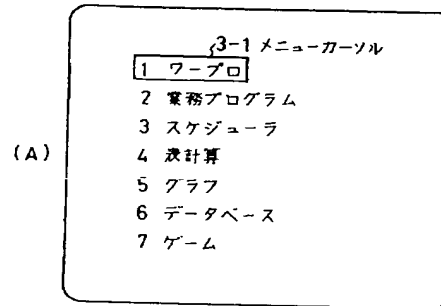 3-1 メニューカーソル
1 ワープロ
2 業務プログラム
3 スケジューラ
(A)
4 表計算
5 グラフ
6 データベース
7 ゲーム